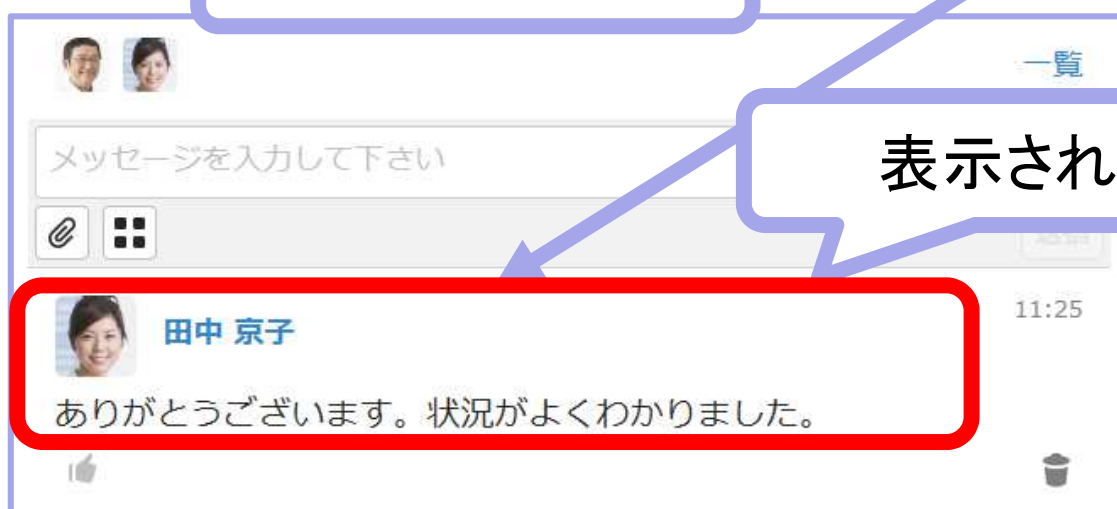 一覧
メッセージを入力して下さい
表示され
田中 京子
11:25
ありがとうございます。状況がよくわかりました。